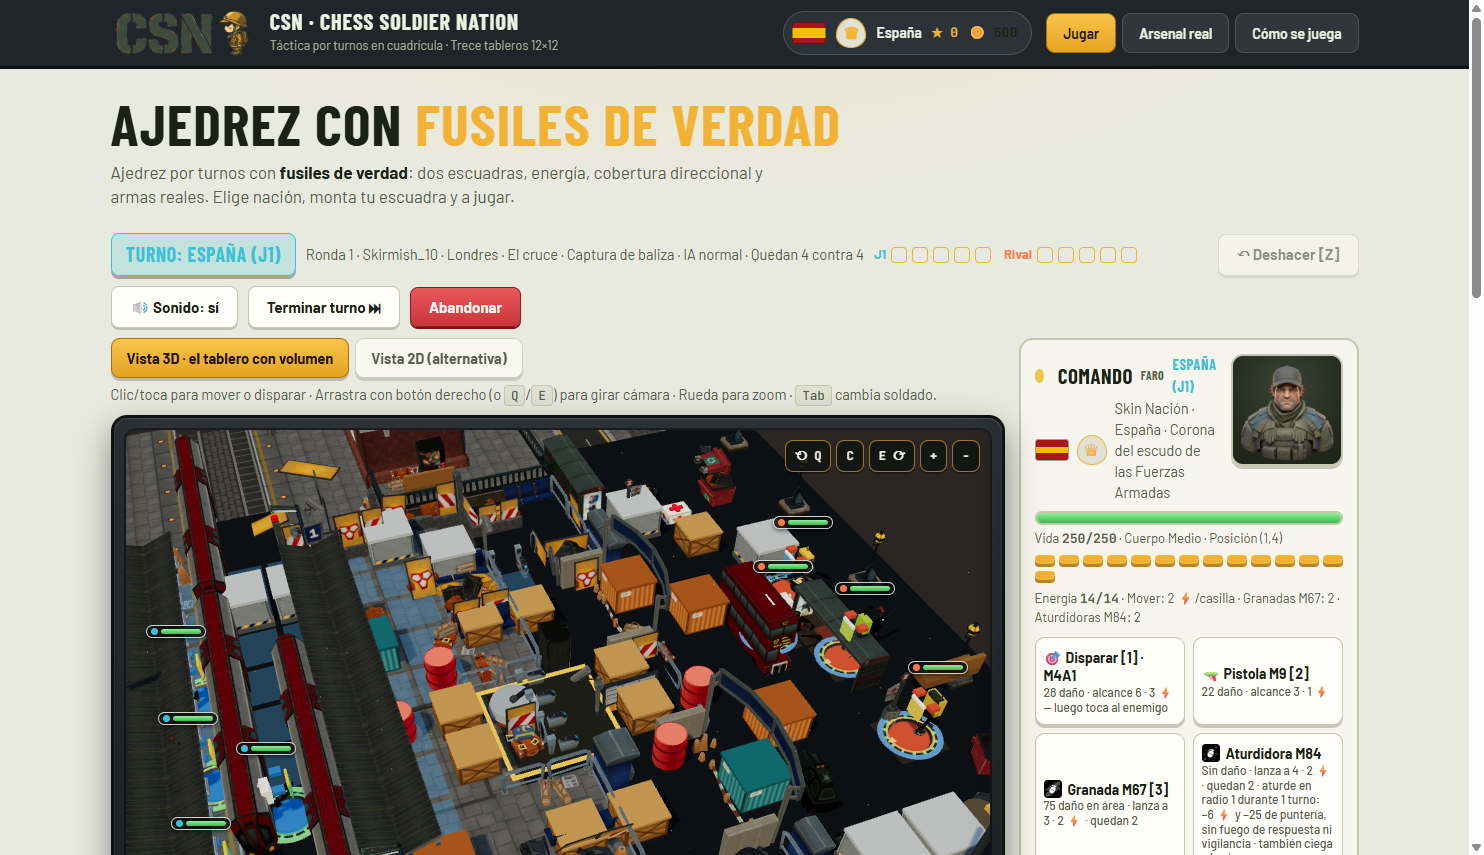 CSN
CSN · CHESS SOLDIER NATION
Táctica por turnos en cuadrícula · Trece tableros 12×12
España ★ 0 500
Jugar
Arsenal real
Cómo se juega
AJEDREZ CON FUSILES DE VERDAD
Ajedrez por turnos con fusiles de verdad: dos escuadras, energía, cobertura direccional y
armas reales. Elige nación, monta tu escuadra y a jugar.
TURNO: ESPAÑA (J1)
Ronda 1 · Skirmish_10 · Londres · El cruce · Captura de baliza · IA normal · Quedan 4 contra 4
J1
Rival
Deshacer [Z]
Sonido: sí
Terminar turno
Abandonar
Vista 3D · el tablero con volumen
Vista 2D (alternativa)
Clic/toca para mover o disparar · Arrastra con botón derecho (o Q / E ) para girar cámara · Rueda para zoom · Tab cambia soldado.
Q
C
E
+
-
1
COMANDO FARO ESPAÑA
(J1)
Skin Nación ·
España · Corona
del escudo de
las Fuerzas
Armadas
Vida 250/250 · Cuerpo Medio · Posición (1,4)
Energía 14/14 · Mover: 2 ⚡/casilla · Granadas M67: 2 ·
Aturdidoras M84: 2
Disparar [1] ·
M4A1
28 daño · alcance 6 · 3 ⚡
— luego toca al enemigo
Pistola M9 [2]
22 daño · alcance 3 · 1 ⚡
Granada M67 [3]
75 daño en área · lanza a
3 · 2 ⚡ · quedan 2
Aturdidora M84
Sin daño · lanza a 4 · 2 ⚡
· quedan 2 · aturde en
radio 1 durante 1 turno:
−6 ⚡ y −25 de puntería,
sin fuego de respuesta ni
vigilancia · también ciega